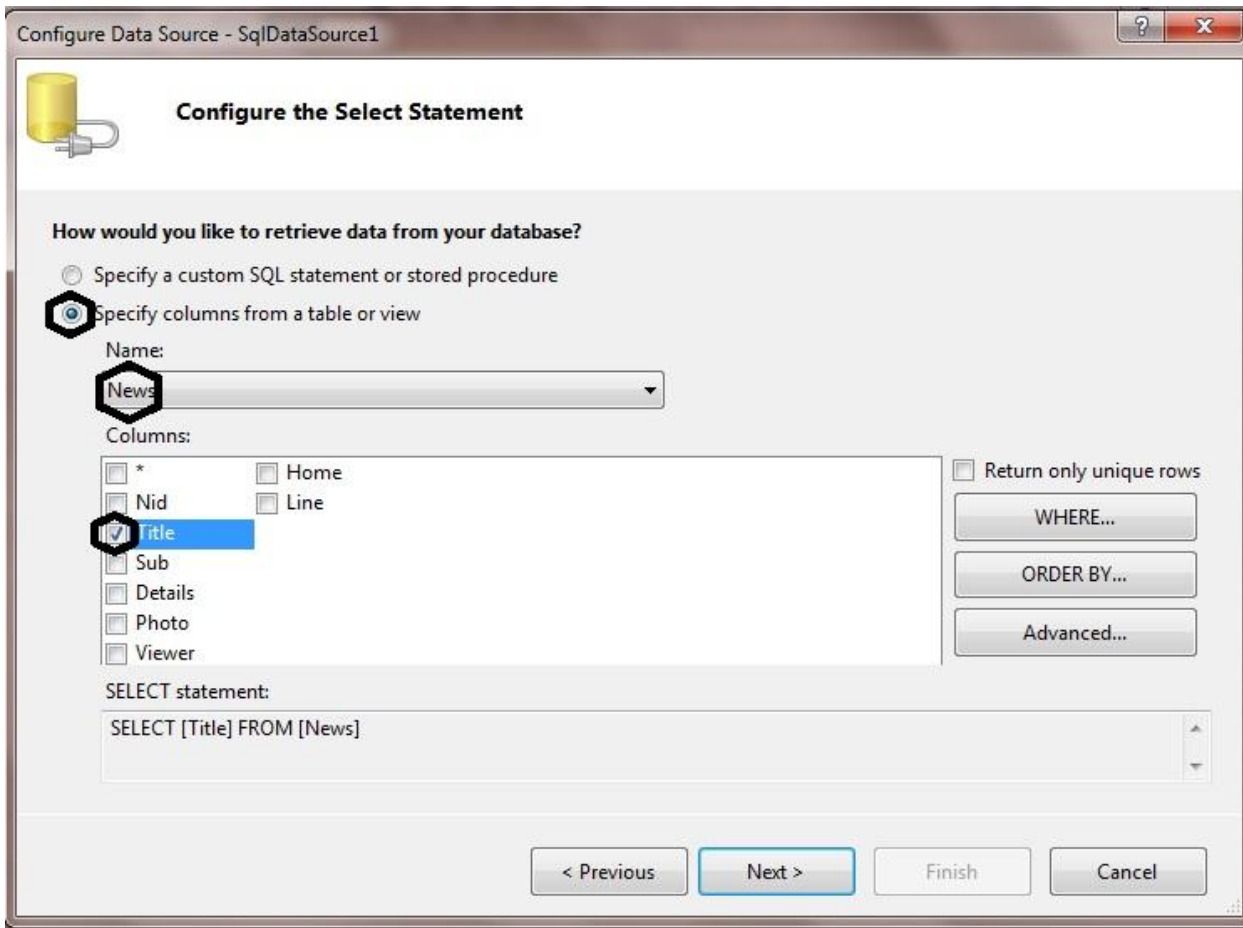 Configure Data Source - SqlDataSource1
?
Configure the Select Statement
How would you like to retrieve data from your database?
Specify a custom SQL statement or stored procedure
Specify columns from a table or view
Name:
News
Columns:
*
Nid
Title
Sub
Details
Photo
Viewer
Home
Line
Return only unique rows
WHERE...
ORDER BY...
Advanced...
SELECT statement:
SELECT [Title] FROM [News]
< Previous
Next >
Finish
Cancel